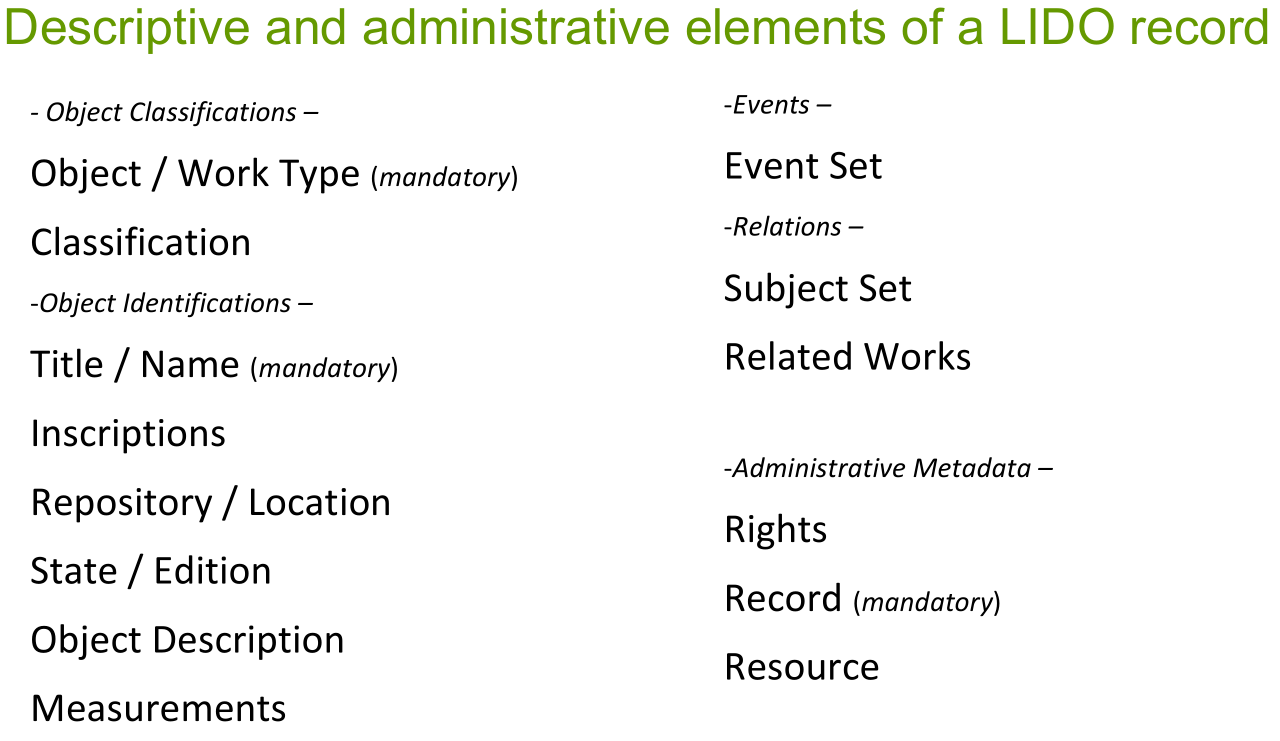 Descriptive and administrative elements of a LIDO record
- Object Classifications –
Object / Work Type (mandatory)
Classification
-Object Identifications –
Title / Name (mandatory)
Inscriptions
Repository / Location
State / Edition
Object Description
Measurements
-Events –
Event Set
-Relations –
Subject Set
Related Works
-Administrative Metadata –
Rights
Record (mandatory)
Resource